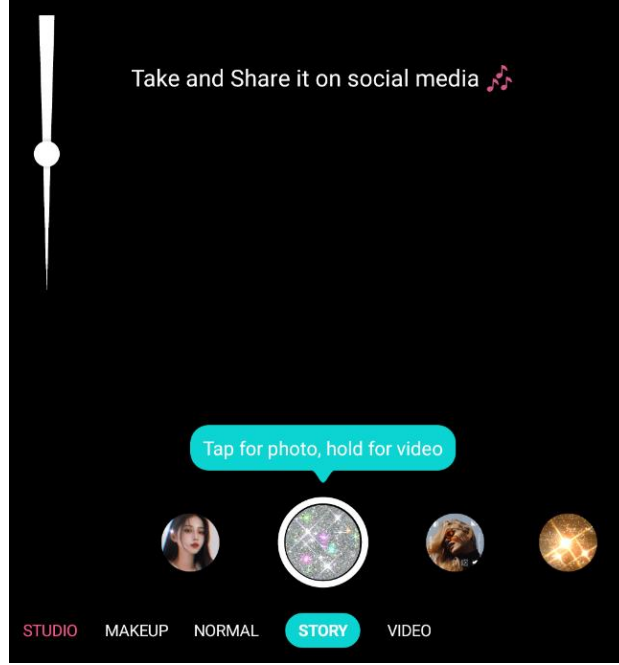 Take and Share it on social media 🎶
Tap for photo, hold for video
STUDIO MAKEUP NORMAL STORY VIDEO